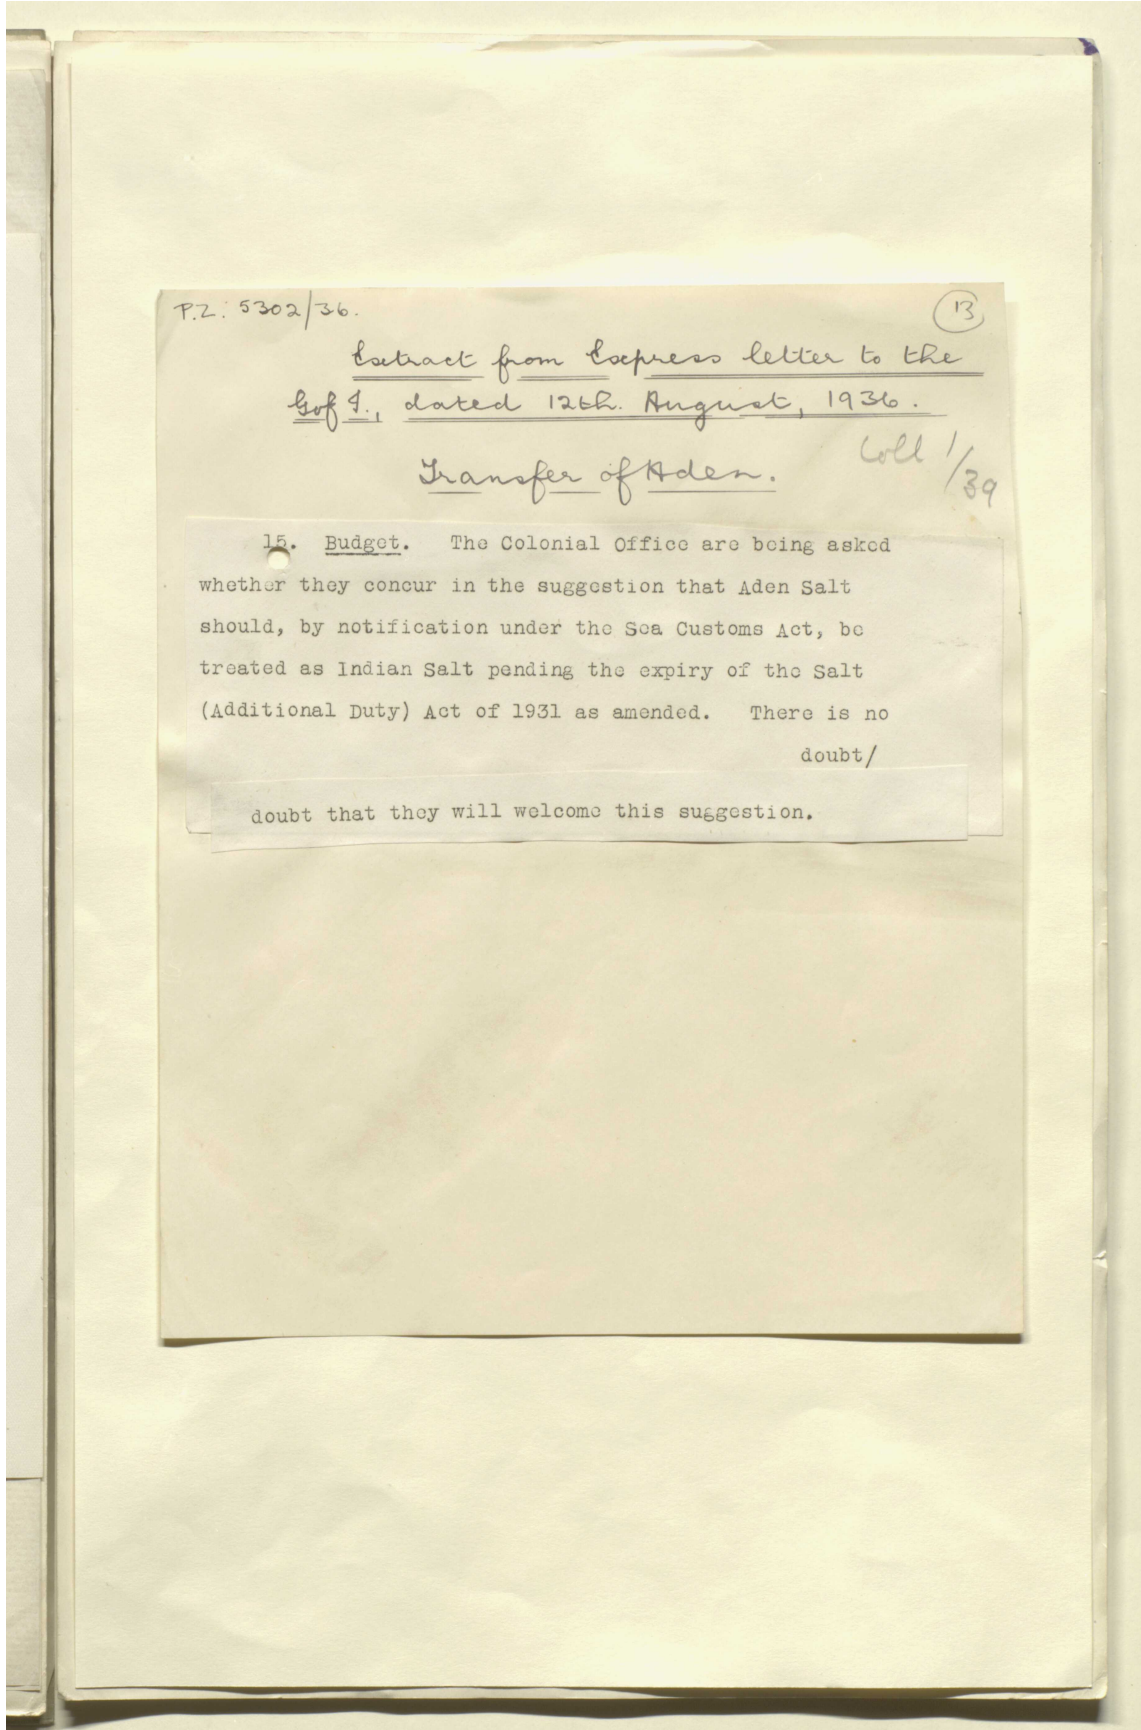 P.Z. 5302/36.
13
Extract from Express letter to the
G of I., dated 12th. August, 1936.
Transfer of Aden.
Coll 1/39
15. Budget. The Colonial Office are being asked
whether they concur in the suggestion that Aden Salt
should, by notification under the Sea Customs Act, be
treated as Indian Salt pending the expiry of the Salt
(Additional Duty) Act of 1931 as amended. There is no
doubt/
doubt that they will welcome this suggestion.